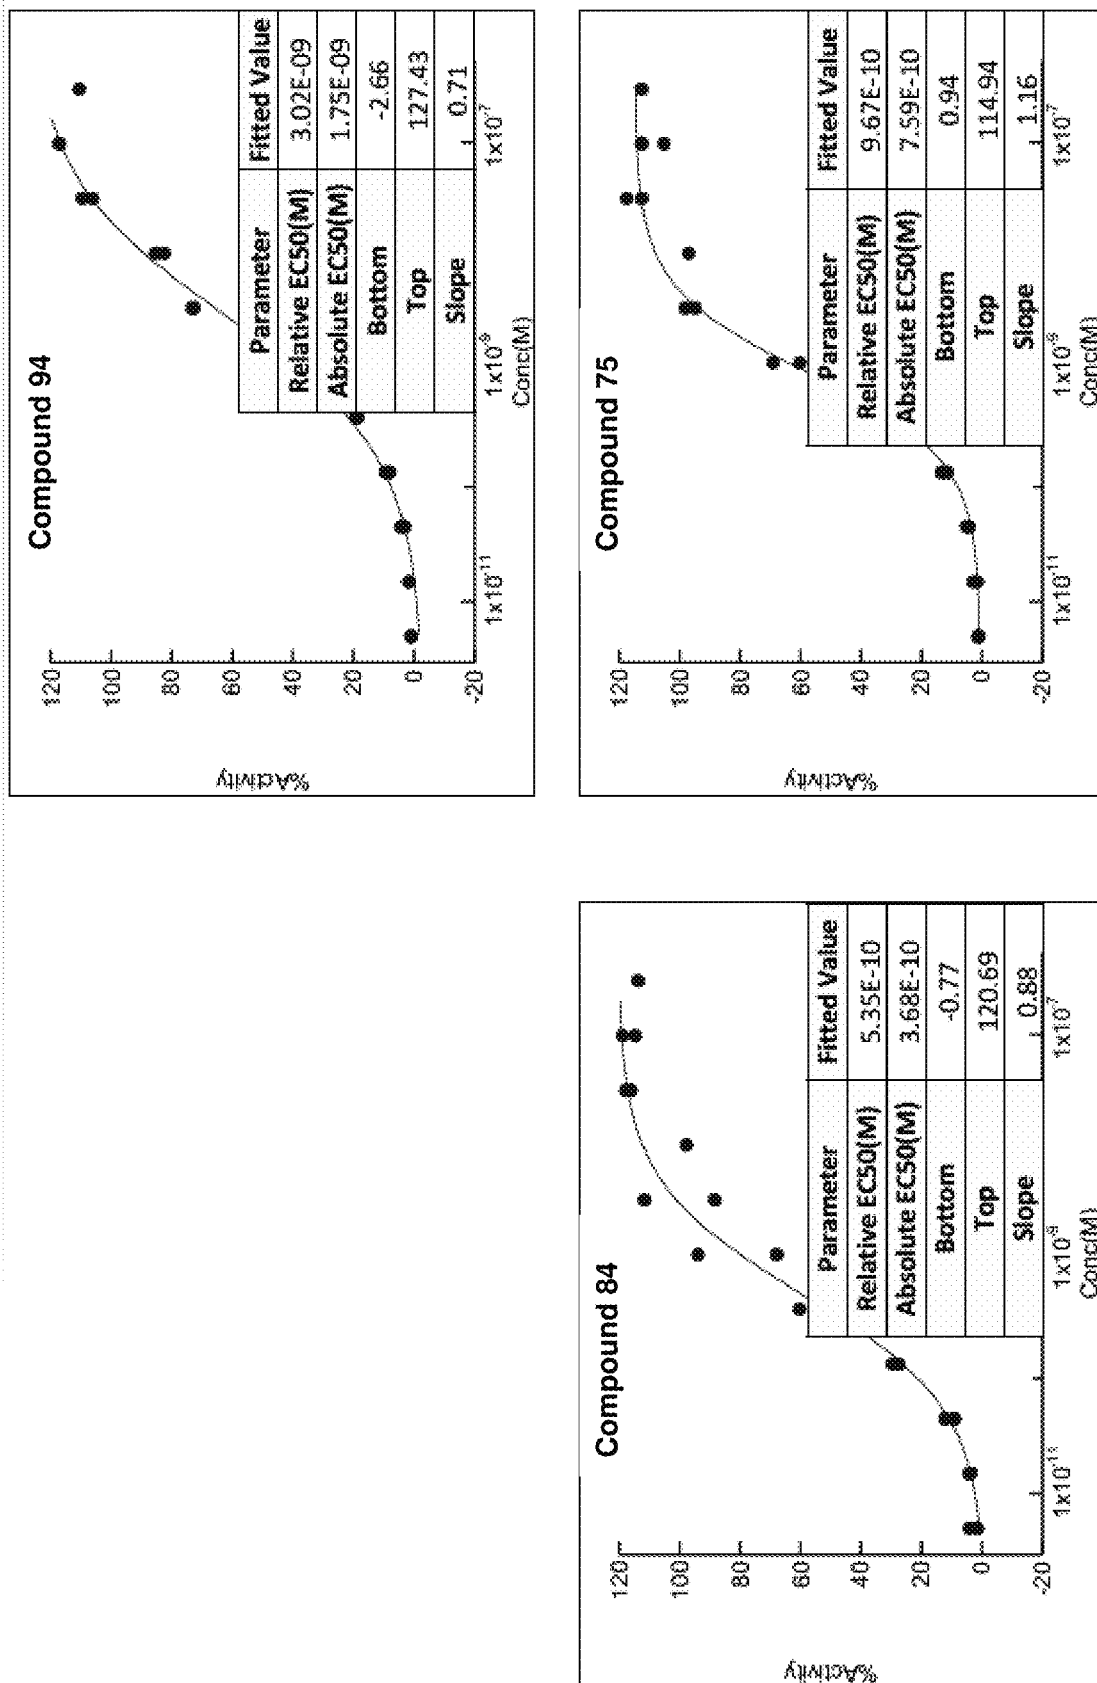 Compound 94
%Activity
120
100
80
60
40
20
0
-20
1x10-11
1x10-9
1x10-7
Conc(M)
Parameter Fitted Value
Relative EC50(M) 3.02E-09
Absolute EC50(M) 1.75E-09
Bottom -2.66
Top 127.43
Slope 0.71
Compound 84
%Activity
120
100
80
60
40
20
0
-20
1x10-11
1x10-9
1x10-7
Conc(M)
Parameter Fitted Value
Relative EC50(M) 5.35E-10
Absolute EC50(M) 3.68E-10
Bottom -0.77
Top 120.69
Slope 0.88
Compound 75
%Activity
120
100
80
60
40
20
0
-20
1x10-11
1x10-9
1x10-7
Conc(M)
Parameter Fitted Value
Relative EC50(M) 9.67E-10
Absolute EC50(M) 7.59E-10
Bottom 0.94
Top 114.94
Slope 1.16